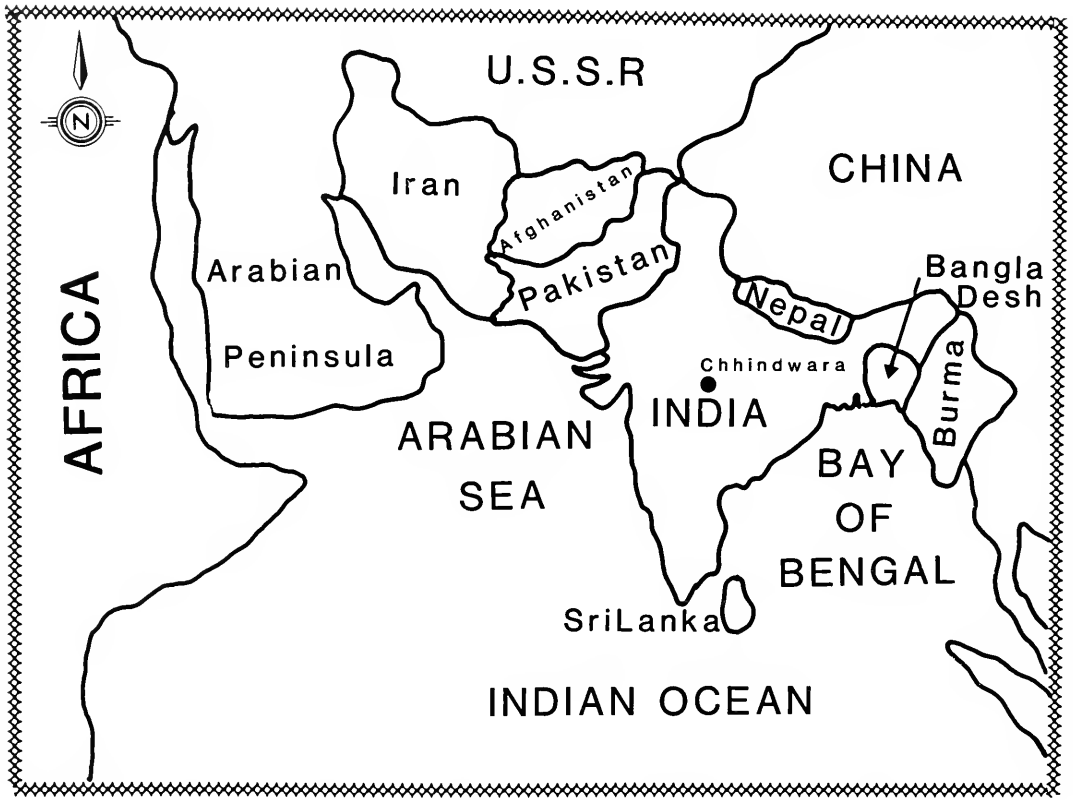 U.S.S.R
N
CHINA
Iran
Afghanistan
Pakistan
Arabian
Peninsula
Nepal
Bangla
Desh
AFRICA
Chhindwara
INDIA
Burma
ARABIAN
SEA
BAY
OF
BENGAL
SriLanka
INDIAN OCEAN